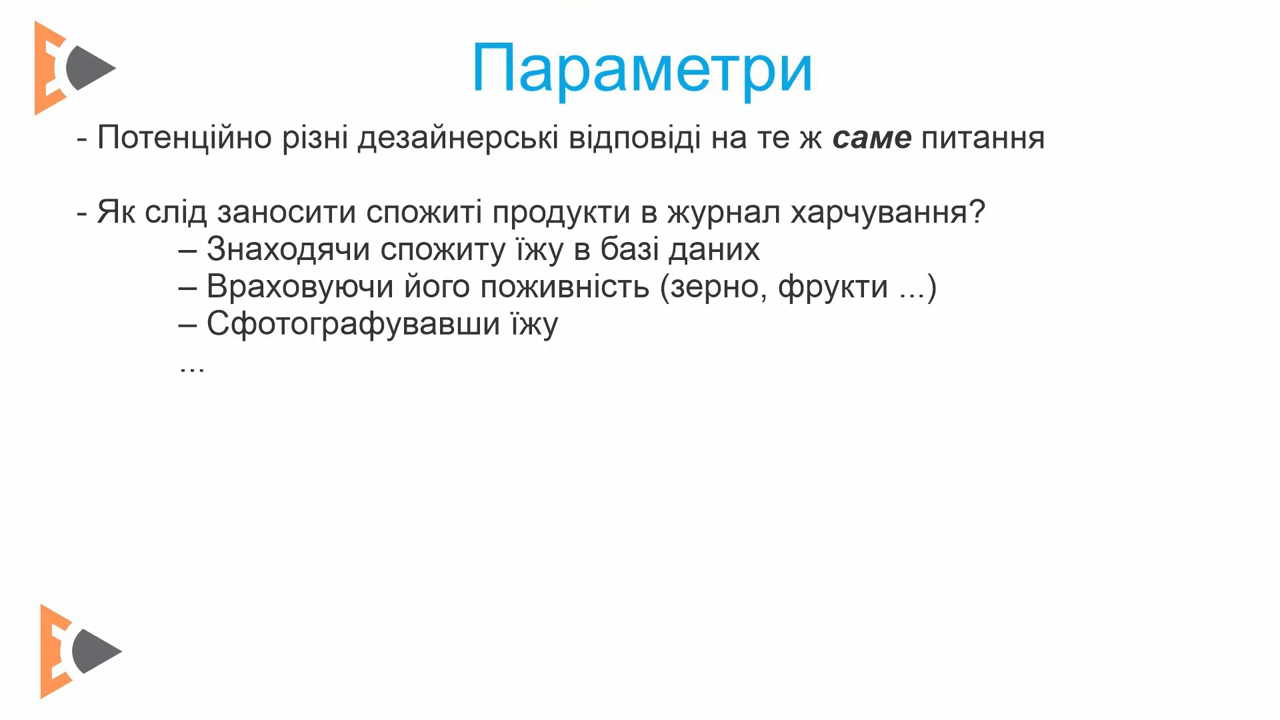 Параметри
- Потенційно різні дезайнерські відповіді на те ж саме питання
- Як слід заносити спожиті продукти в журнал харчування?
– Знаходячи спожиту їжу в базі даних
– Враховуючи його поживність (зерно, фрукти ...)
– Сфотографувавши їжу
...